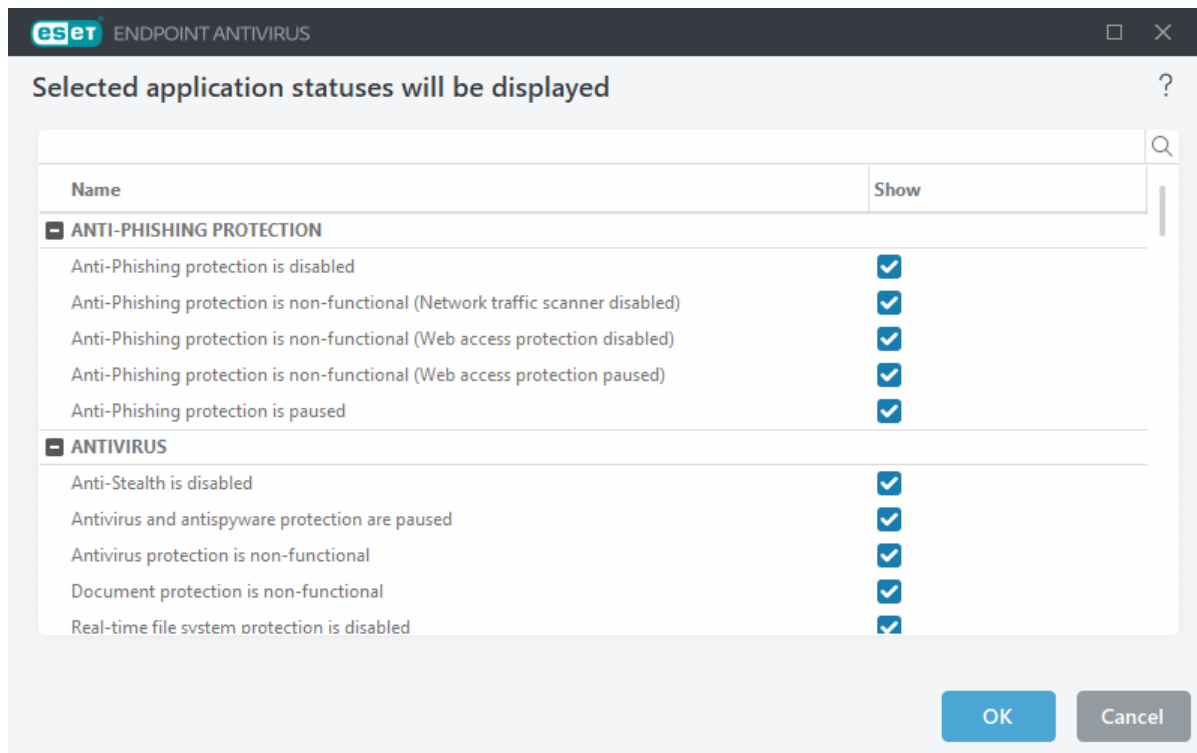 eset ENDPOINT ANTIVIRUS
Selected application statuses will be displayed ?
Name Show
ANTI-PHISHING PROTECTION
Anti-Phishing protection is disabled
Anti-Phishing protection is non-functional (Network traffic scanner disabled)
Anti-Phishing protection is non-functional (Web access protection disabled)
Anti-Phishing protection is non-functional (Web access protection paused)
Anti-Phishing protection is paused
ANTIVIRUS
Anti-Stealth is disabled
Antivirus and antispyware protection are paused
Antivirus protection is non-functional
Document protection is non-functional
Real-time file system protection is disabled
OK Cancel